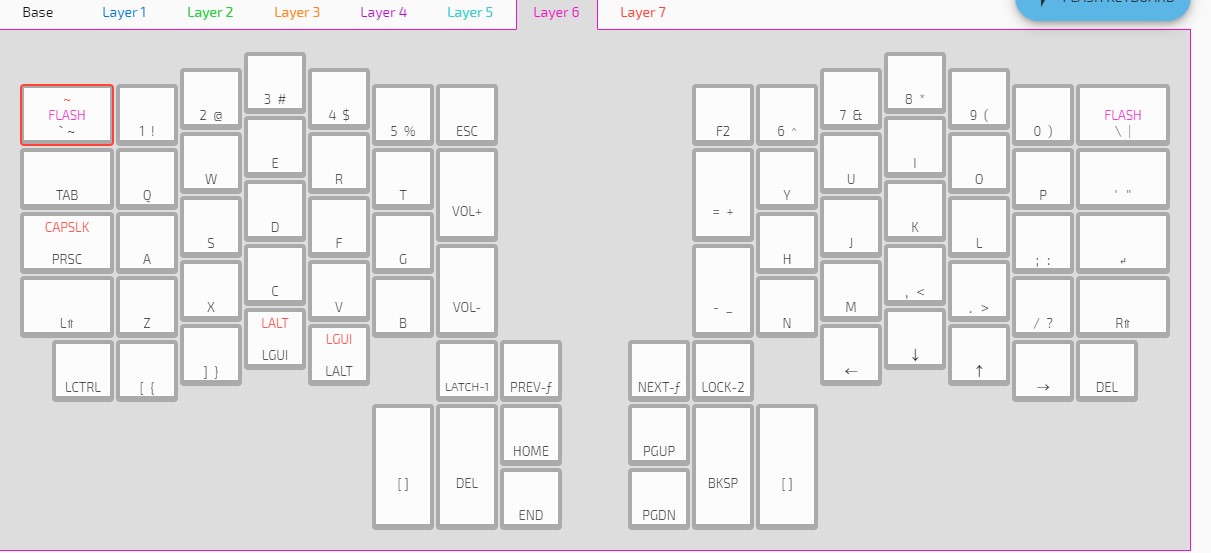 Base Layer 1 Layer 2 Layer 3 Layer 4 Layer 5 Layer 6 Layer 7
FLASH KEYBOARD
~
FLASH
` ~
1 !
2 @
3 #
4 $
5 %
ESC
TAB
Q
W
E
R
T
VOL+
CAPSLK
PRSC
A
S
D
F
G
L⇑
Z
X
C
V
B
VOL-
LCTRL
[ {
] }
LALT
LGUI
LGUI
LALT
LATCH-1
PREV-ƒ
[ ]
DEL
HOME
END
F2
6 ^
7 &
8 *
9 (
0 )
FLASH
\ |
= +
Y
U
I
O
P
' "
H
J
K
L
; :
↲
- _
N
M
, <
. >
/ ?
R⇑
NEXT-ƒ
LOCK-2
←
↓
↑
→
DEL
PGUP
PGDN
BKSP
[ ]